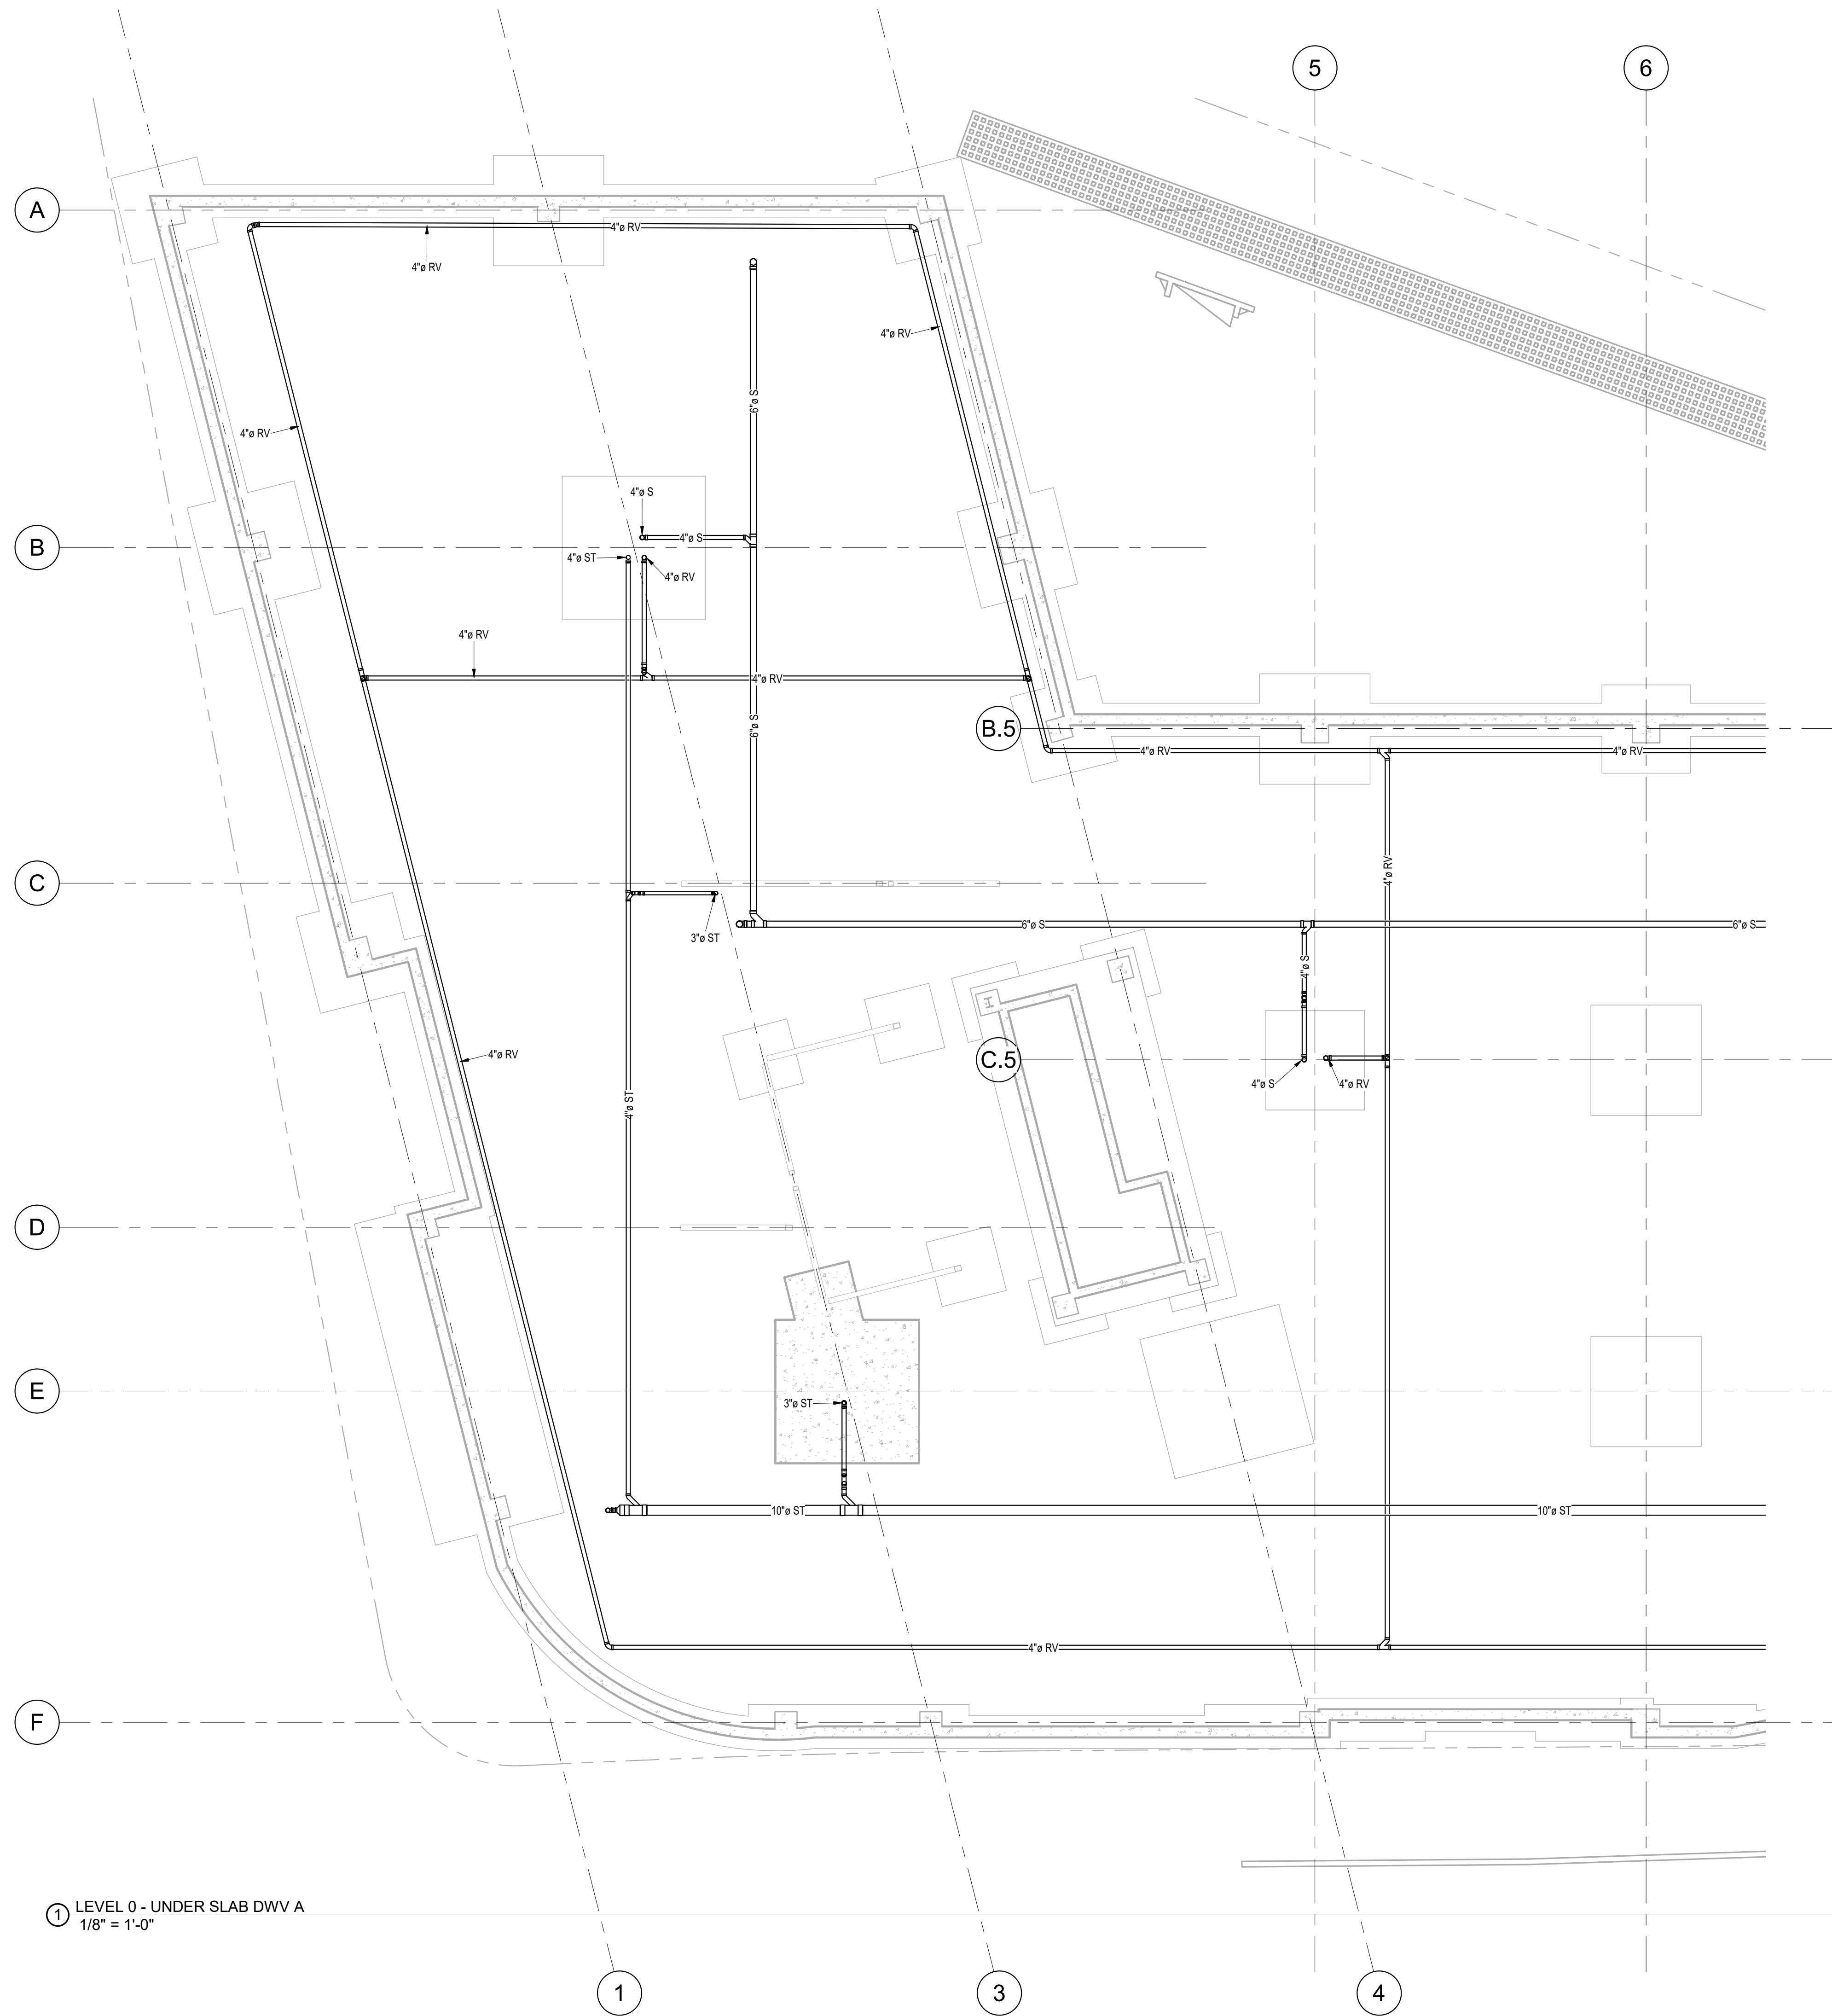 5
6
A
4"ø RV
4"ø RV
4"ø RV
6"ø S
4"ø RV
4"ø S
4"ø S
B
4"ø ST
4"ø RV
4"ø RV
4"ø RV
6"ø S
B.5
4"ø RV
4"ø RV
4"ø RV
C
3"ø ST
6"ø S
6"ø S
4"ø S
4"ø RV
C.5
4"ø S
4"ø RV
4"ø ST
D
E
3"ø ST
10"ø ST
10"ø ST
4"ø RV
F
1
LEVEL 0 - UNDER SLAB DWV A
1/8" = 1'-0"
1
3
4